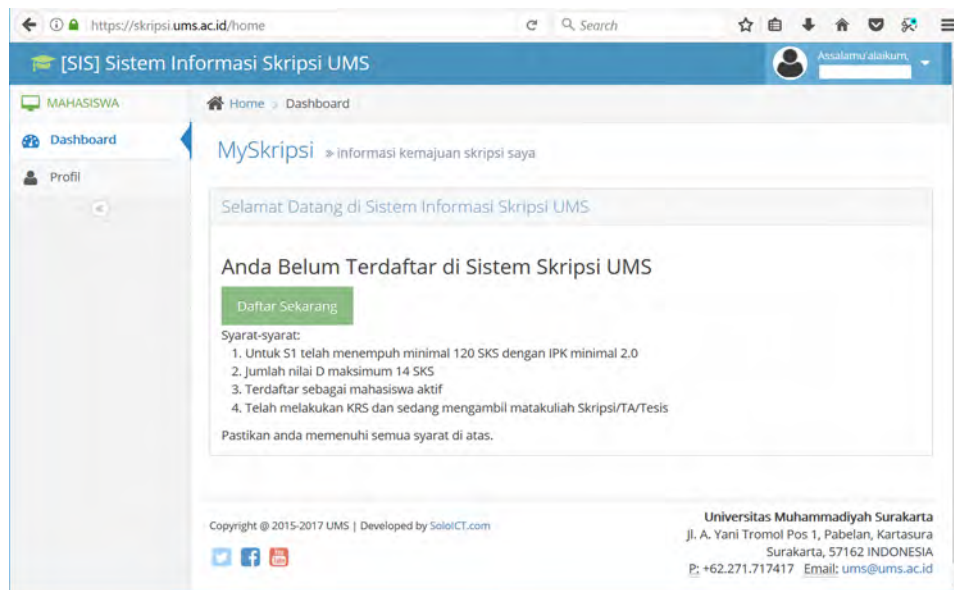 https://skripsi.ums.ac.id/home
Search
[SIS] Sistem Informasi Skripsi UMS
Assalamu'alaikum,
MAHASISWA
Home
Dashboard
Dashboard
Profil
MySkripsi » informasi kemajuan skripsi saya
Selamat Datang di Sistem Informasi Skripsi UMS
Anda Belum Terdaftar di Sistem Skripsi UMS
Daftar Sekarang
Syarat-syarat:
1. Untuk S1 telah menempuh minimal 120 SKS dengan IPK minimal 2.0
2. Jumlah nilai D maksimum 14 SKS
3. Terdaftar sebagai mahasiswa aktif
4. Telah melakukan KRS dan sedang mengambil matakuliah Skripsi/TA/Tesis
Pastikan anda memenuhi semua syarat di atas.
Copyright @ 2015-2017 UMS | Developed by SoloICT.com
Universitas Muhammadiyah Surakarta
Jl. A. Yani Tromol Pos 1, Pabelan, Kartasura
Surakarta, 57162 INDONESIA
P: +62.271.717417 Email: ums@ums.ac.id